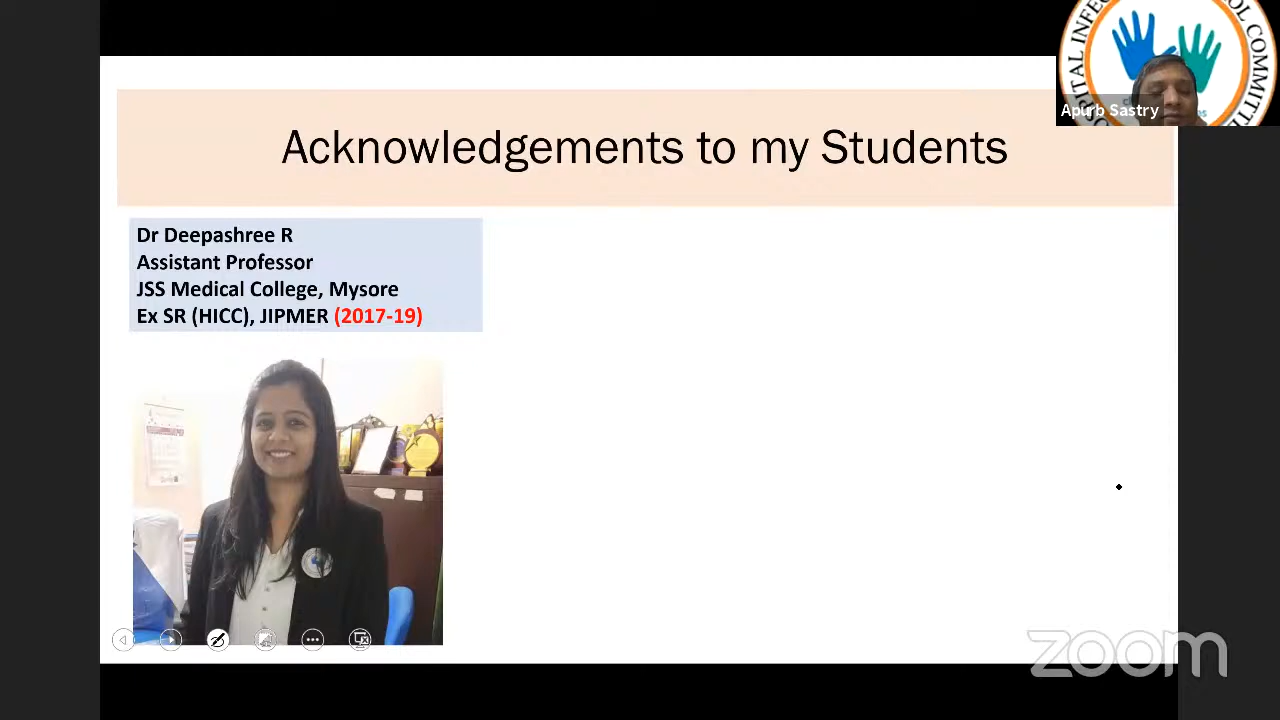 Acknowledgements to my Students
Dr Deepashree R
Assistant Professor
JSS Medical College, Mysore
Ex SR (HICC), JIPMER (2017-19)
Apurb Sastry
zoom